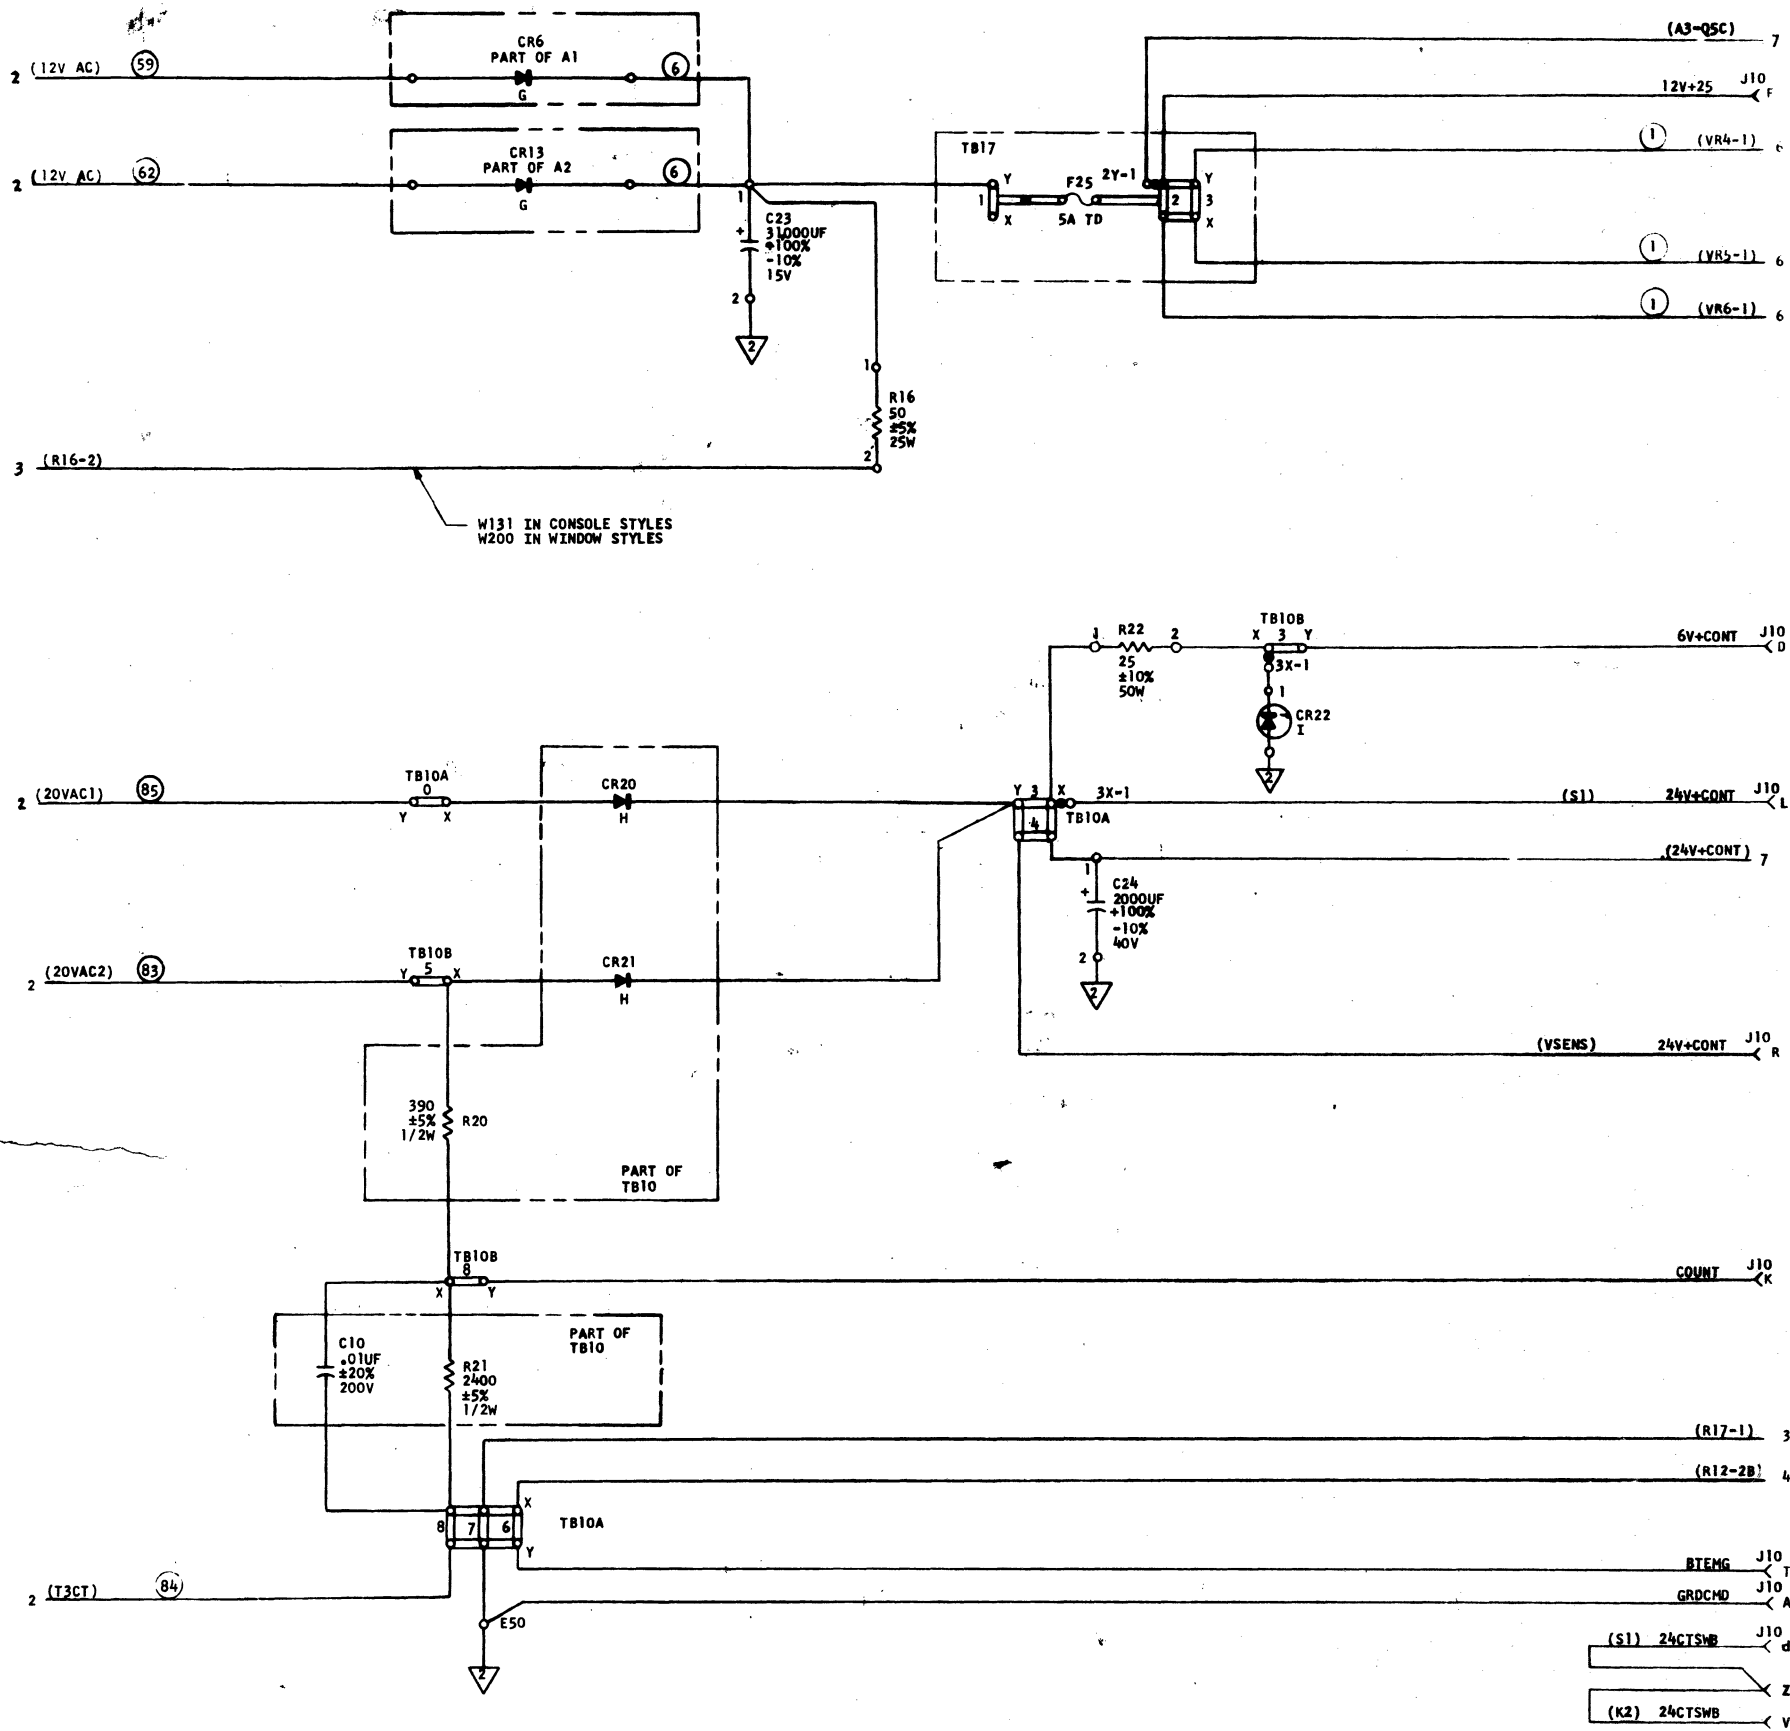 (A3-Q5C) 7
CR6
PART OF A1
2 (12V AC) 59
6
G
12V+25 J10 F
CR13
PART OF A2
2 (12V AC) 62
6
G
TB17
1 (VR4-1) 6
1
Y
1
X
F25
5A TD
2Y-1
2
Y
3
X
C23
+ 31000UF
+100%
-10%
15V
2
2
1 (VR5-1) 6
1 (VR6-1) 6
1
R16
50
±5%
25W
2
3 (R16-2)
W131 IN CONSOLE STYLES
W200 IN WINDOW STYLES
1 R22 2
25
±10%
50W
TB10B
X 3 Y
3X-1
1
CR22
I
2
6V+CONT J10 D
2 (20VAC1) 85
TB10A
0
Y X
CR20
H
Y 3 X 3X-1
4 TB10A
(S1) 24V+CONT J10 L
(24V+CONT) 7
1
C24
+ 2000UF
+100%
-10%
40V
2
2
2 (20VAC2) 83
TB10B
Y 5 X
CR21
H
(VSENS) 24V+CONT J10 R
390
±5%
1/2W
R20
PART OF
TB10
TB10B
8
X Y
COUNT J10 K
PART OF
TB10
C10
.01UF
±20%
200V
R21
2400
±5%
1/2W
(R17-1) 3
(R12-2B) 4
X
8 7 6 TB10A
Y
BTEMG J10 T
2 (T3CT) 84
GRDCMD J10 A
E50
2
(S1) 24CTSWB J10 d
Z
(K2) 24CTSWB V